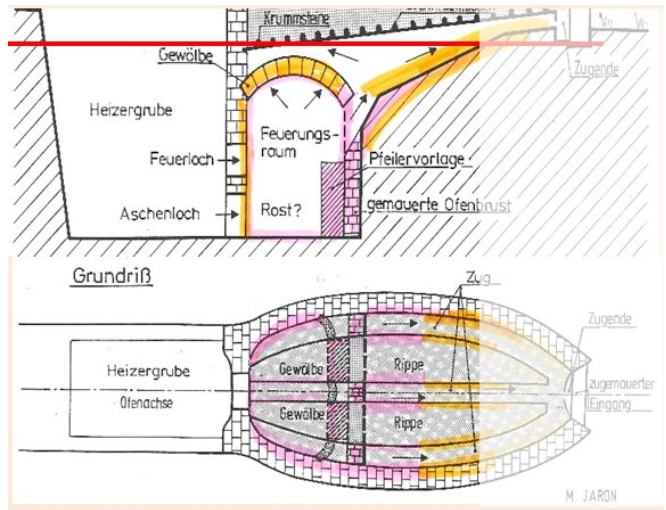 Krummsteine
Gewölbe
Zugende
Heizergrube
Feuerungs-
raum
Feuerloch
Pfeilervorlage
Aschenloch
Rost?
gemauerte Ofenbrust
Grundriß
Zug
Zugende
Heizergrube
Ofenachse
Gewölbe
Rippe
zugemauerter
Eingang
Gewölbe
Rippe
M. JARON